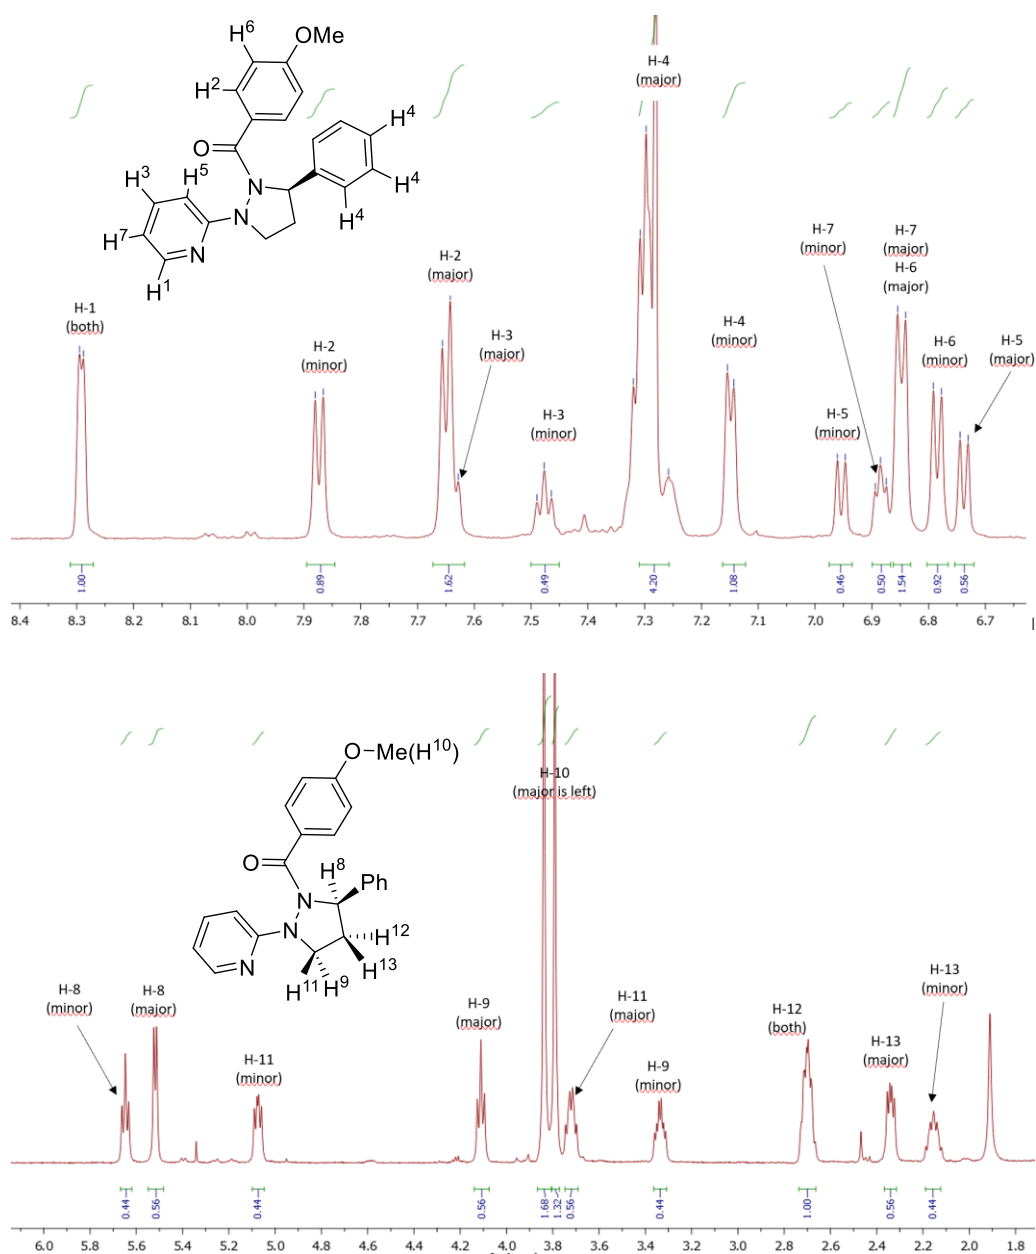 H⁶
OMe
H²
O
N
N
N
H⁴
H⁴
H⁴
H³
H⁵
H⁷
H¹
H-1
(both)
H-2
(minor)
H-2
(major)
H-3
(major)
H-3
(minor)
H-4
(major)
H-4
(minor)
H-5
(minor)
H-7
(minor)
H-7
(major)
H-6
(major)
H-6
(minor)
H-5
(major)
1.00
0.89
1.62
0.49
4.20
1.08
0.46
0.50
1.54
0.92
0.56
8.4 8.3 8.2 8.1 8.0 7.9 7.8 7.7 7.6 7.5 7.4 7.3 7.2 7.1 7.0 6.9 6.8 6.7
O–Me(H¹⁰)
O
H⁸
Ph
N
N
N
H¹²
H¹³
H¹¹
H⁹
H-8
(minor)
H-8
(major)
H-11
(minor)
H-9
(major)
H-10
(major is left)
H-11
(major)
H-9
(minor)
H-12
(both)
H-13
(major)
H-13
(minor)
0.44
0.56
0.44
0.56
1.68
1.32
0.56
0.44
1.00
0.56
0.44
6.0 5.8 5.6 5.4 5.2 5.0 4.8 4.6 4.4 4.2 4.0 3.8 3.6 3.4 3.2 3.0 2.8 2.6 2.4 2.2 2.0 1.8